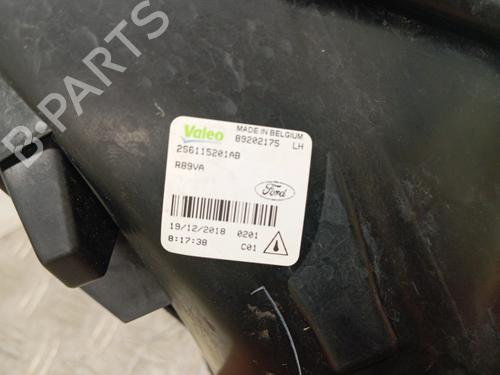 Valeo MADE IN BELGIUM
89202175 LH
2S6115201AB
R89VA
Ford
19/12/2018 0201
8:17:38 C01
B-PARTS